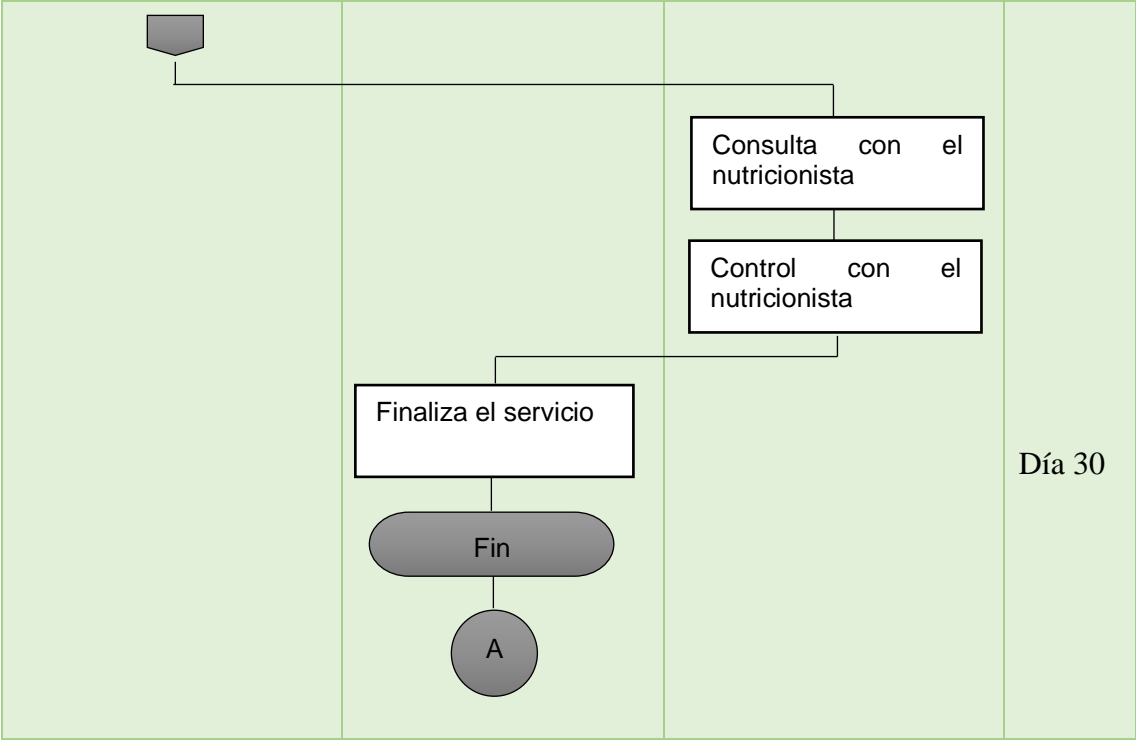 Consulta con el
nutricionista
Control con el
nutricionista
Finaliza el servicio
Día 30
Fin
A